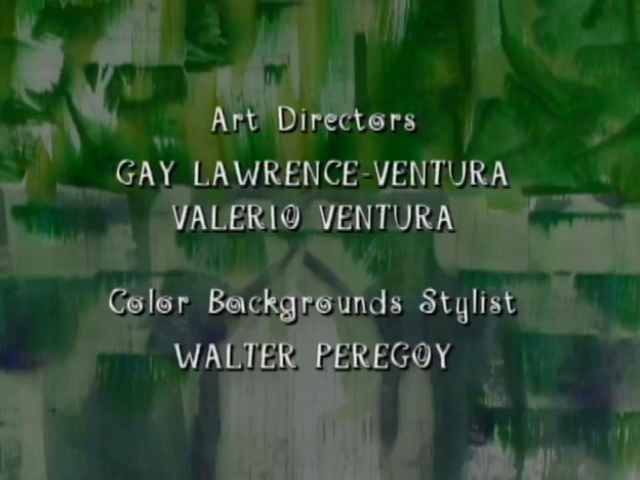 Art Directors
GAY LAWRENCE-VENTURA
VALERIO VENTURA
Color Backgrounds Stylist
WALTER PEREGOY